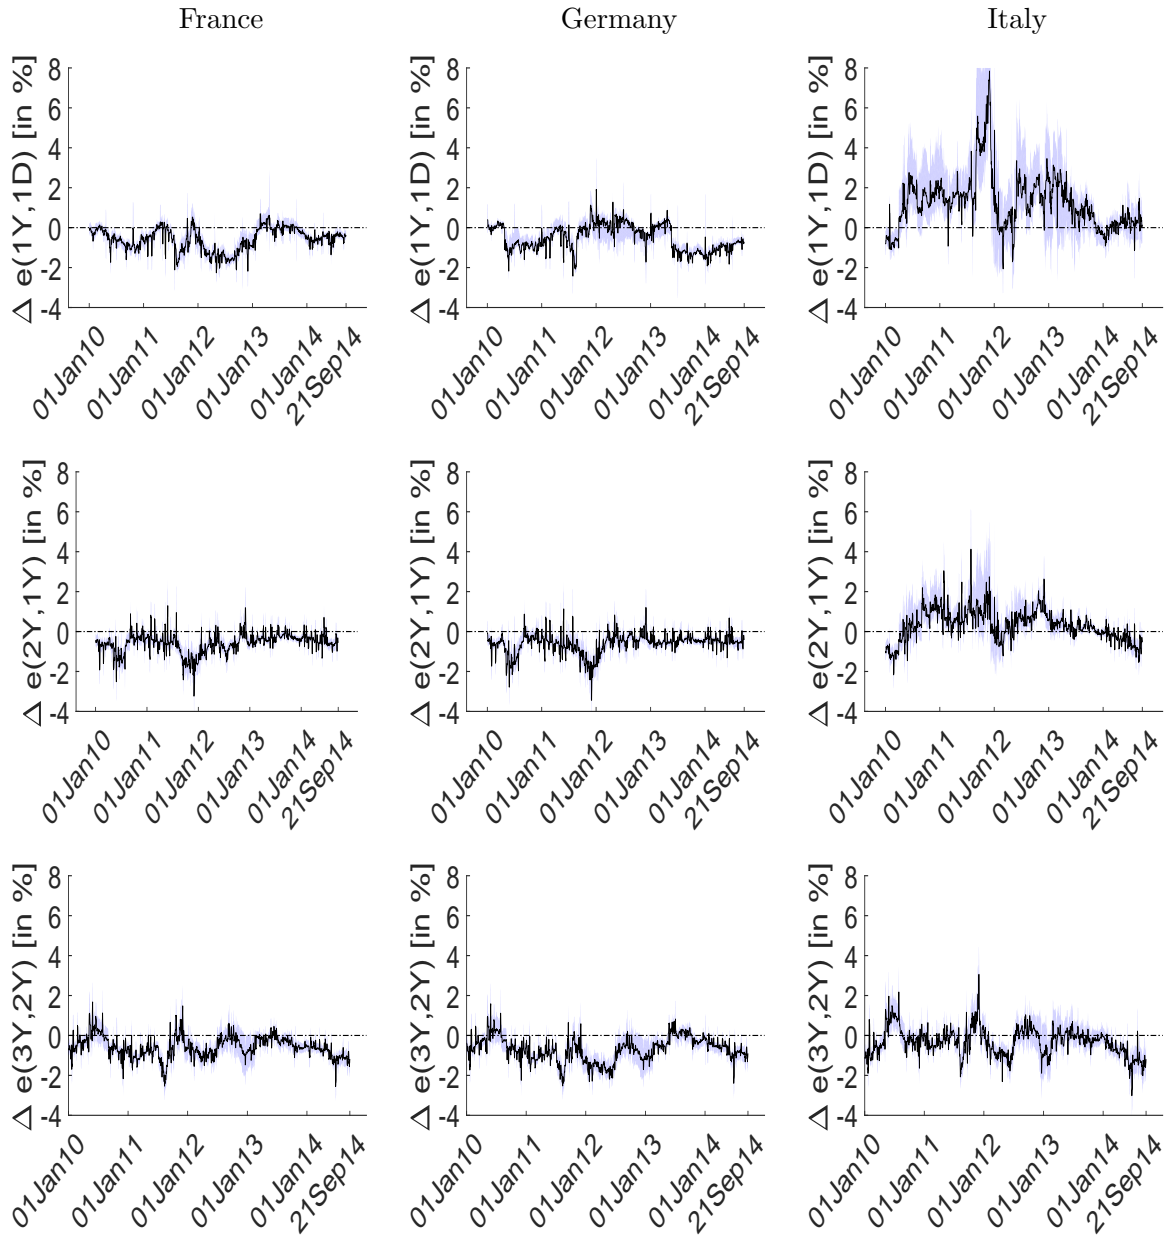 France Germany Italy
Δ e(1Y,1D) [in %]
8
6
4
2
0
-2
-4
01Jan10
01Jan11
01Jan12
01Jan13
01Jan14
21Sep14
Δ e(1Y,1D) [in %]
8
6
4
2
0
-2
-4
01Jan10
01Jan11
01Jan12
01Jan13
01Jan14
21Sep14
Δ e(1Y,1D) [in %]
8
6
4
2
0
-2
-4
01Jan10
01Jan11
01Jan12
01Jan13
01Jan14
21Sep14
Δ e(2Y,1Y) [in %]
8
6
4
2
0
-2
-4
01Jan10
01Jan11
01Jan12
01Jan13
01Jan14
21Sep14
Δ e(2Y,1Y) [in %]
8
6
4
2
0
-2
-4
01Jan10
01Jan11
01Jan12
01Jan13
01Jan14
21Sep14
Δ e(2Y,1Y) [in %]
8
6
4
2
0
-2
-4
01Jan10
01Jan11
01Jan12
01Jan13
01Jan14
21Sep14
Δ e(3Y,2Y) [in %]
8
6
4
2
0
-2
-4
01Jan10
01Jan11
01Jan12
01Jan13
01Jan14
21Sep14
Δ e(3Y,2Y) [in %]
8
6
4
2
0
-2
-4
01Jan10
01Jan11
01Jan12
01Jan13
01Jan14
21Sep14
Δ e(3Y,2Y) [in %]
8
6
4
2
0
-2
-4
01Jan10
01Jan11
01Jan12
01Jan13
01Jan14
21Sep14